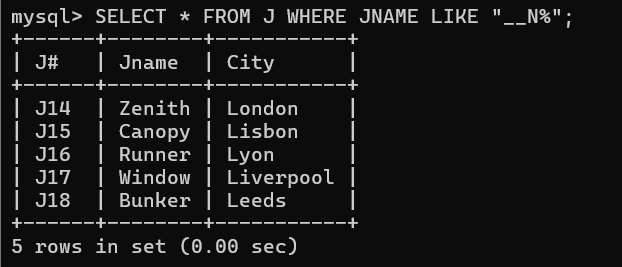 mysql> SELECT * FROM J WHERE JNAME LIKE "__N%";
+------+--------+-----------+
| J#   | Jname  | City      |
+------+--------+-----------+
| J14  | Zenith | London    |
| J15  | Canopy | Lisbon    |
| J16  | Runner | Lyon      |
| J17  | Window | Liverpool |
| J18  | Bunker | Leeds     |
+------+--------+-----------+
5 rows in set (0.00 sec)